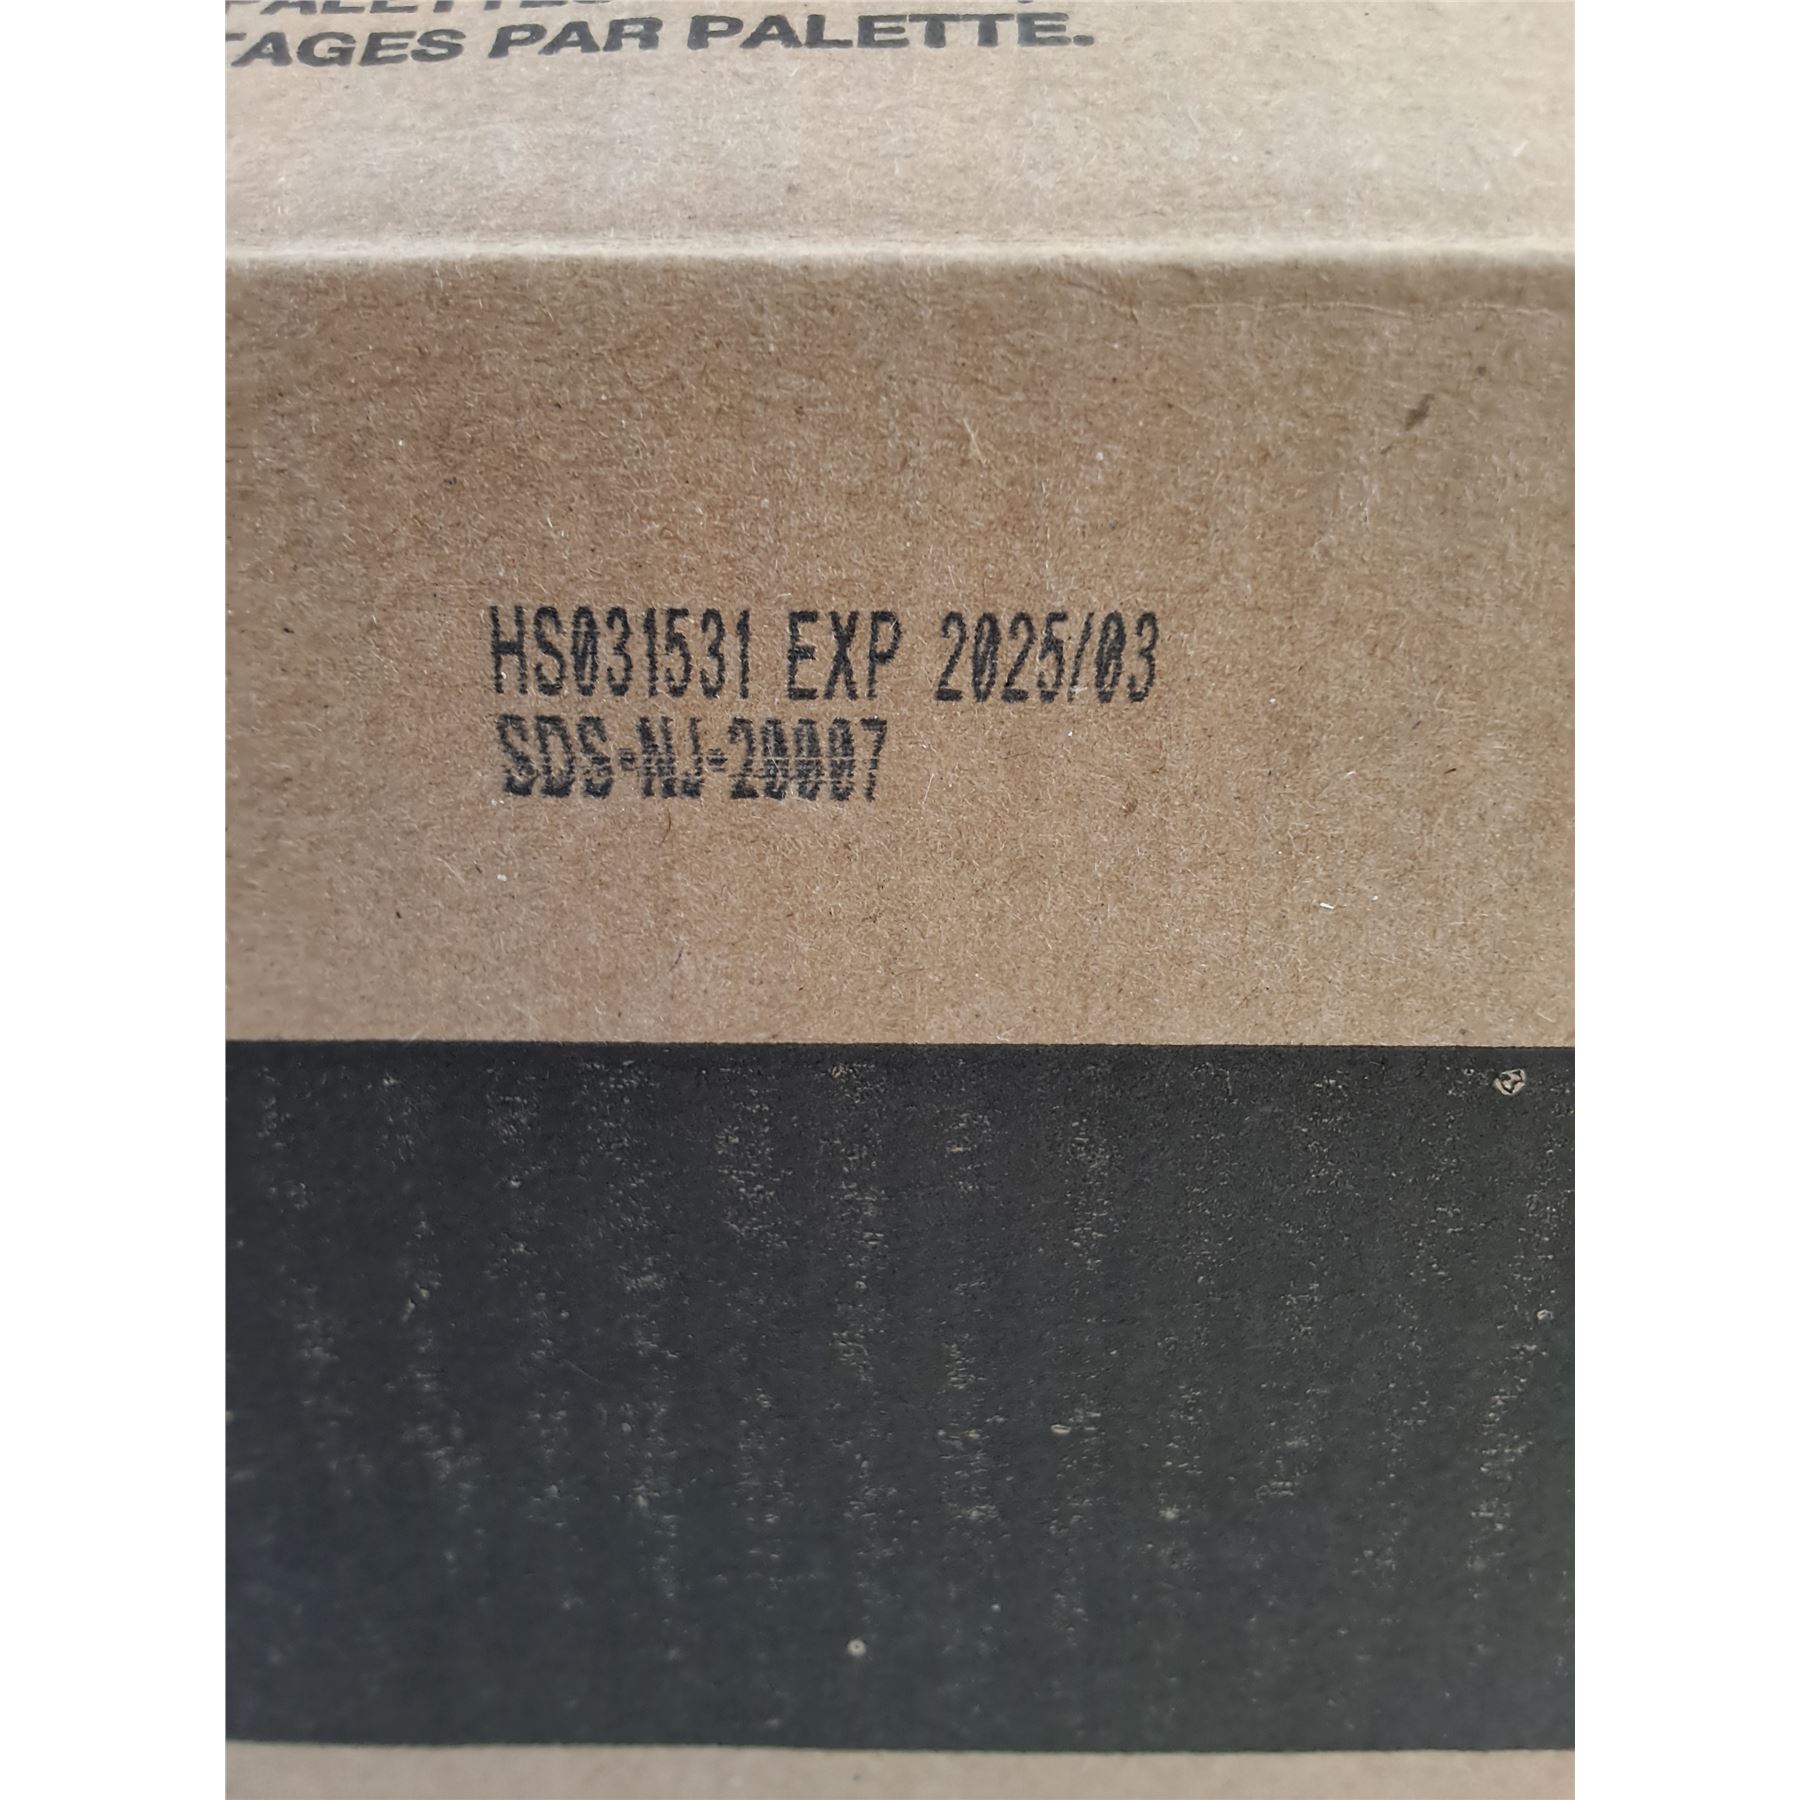 TAGES PAR PALETTE.
HS031531 EXP 2025/03
SDS-NJ-20007